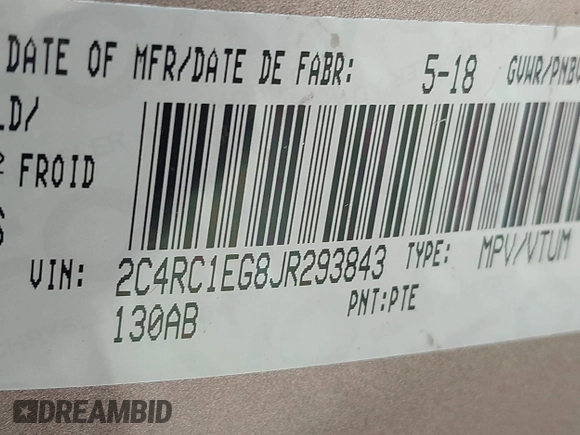 DATE OF MFR/DATE DE FABR: 5-18 GVWR/PNBV
LD/
FROID
VIN: 2C4RC1EG8JR293843 TYPE: MPV/VTUM
130AB PNT:PTE
DREAMBID